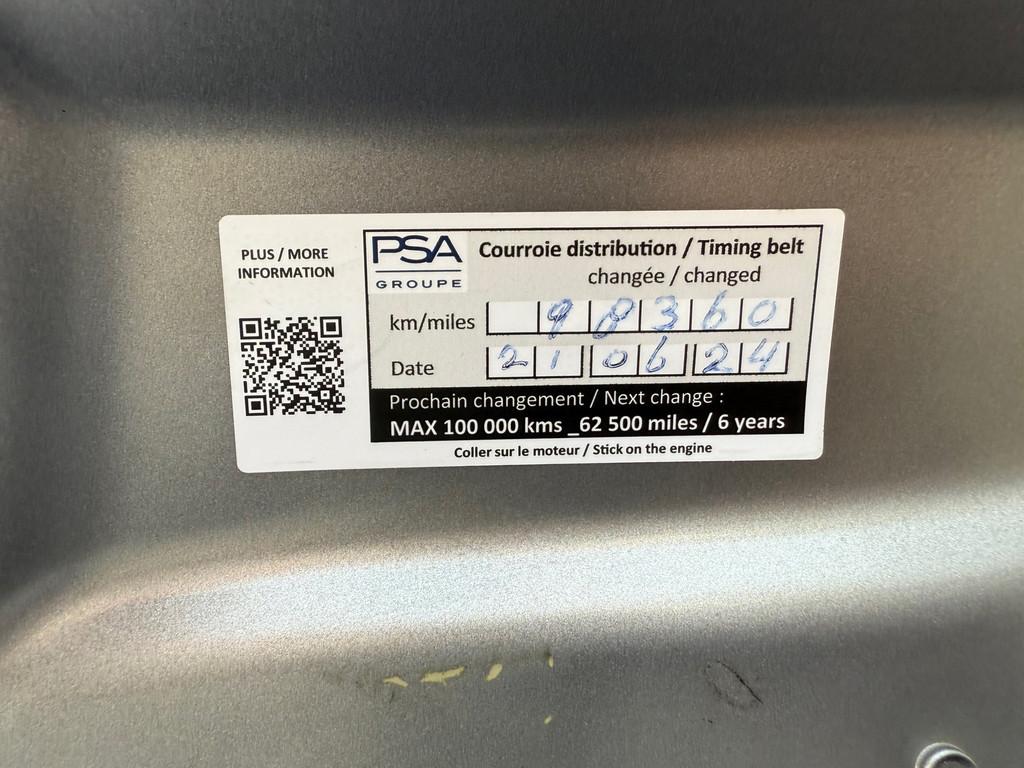 PLUS / MORE
INFORMATION
PSA
GROUPE
Courroie distribution / Timing belt
changée / changed
km/miles 98360
Date 21 06 24
Prochain changement / Next change :
MAX 100 000 kms _62 500 miles / 6 years
Coller sur le moteur / Stick on the engine